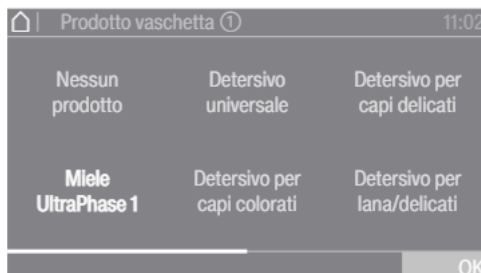 Prodotto vaschetta ① 11:02
Nessun prodotto
Detersivo universale
Detersivo per capi delicati
Miele UltraPhase 1
Detersivo per capi colorati
Detersivo per lana/delicati
OK